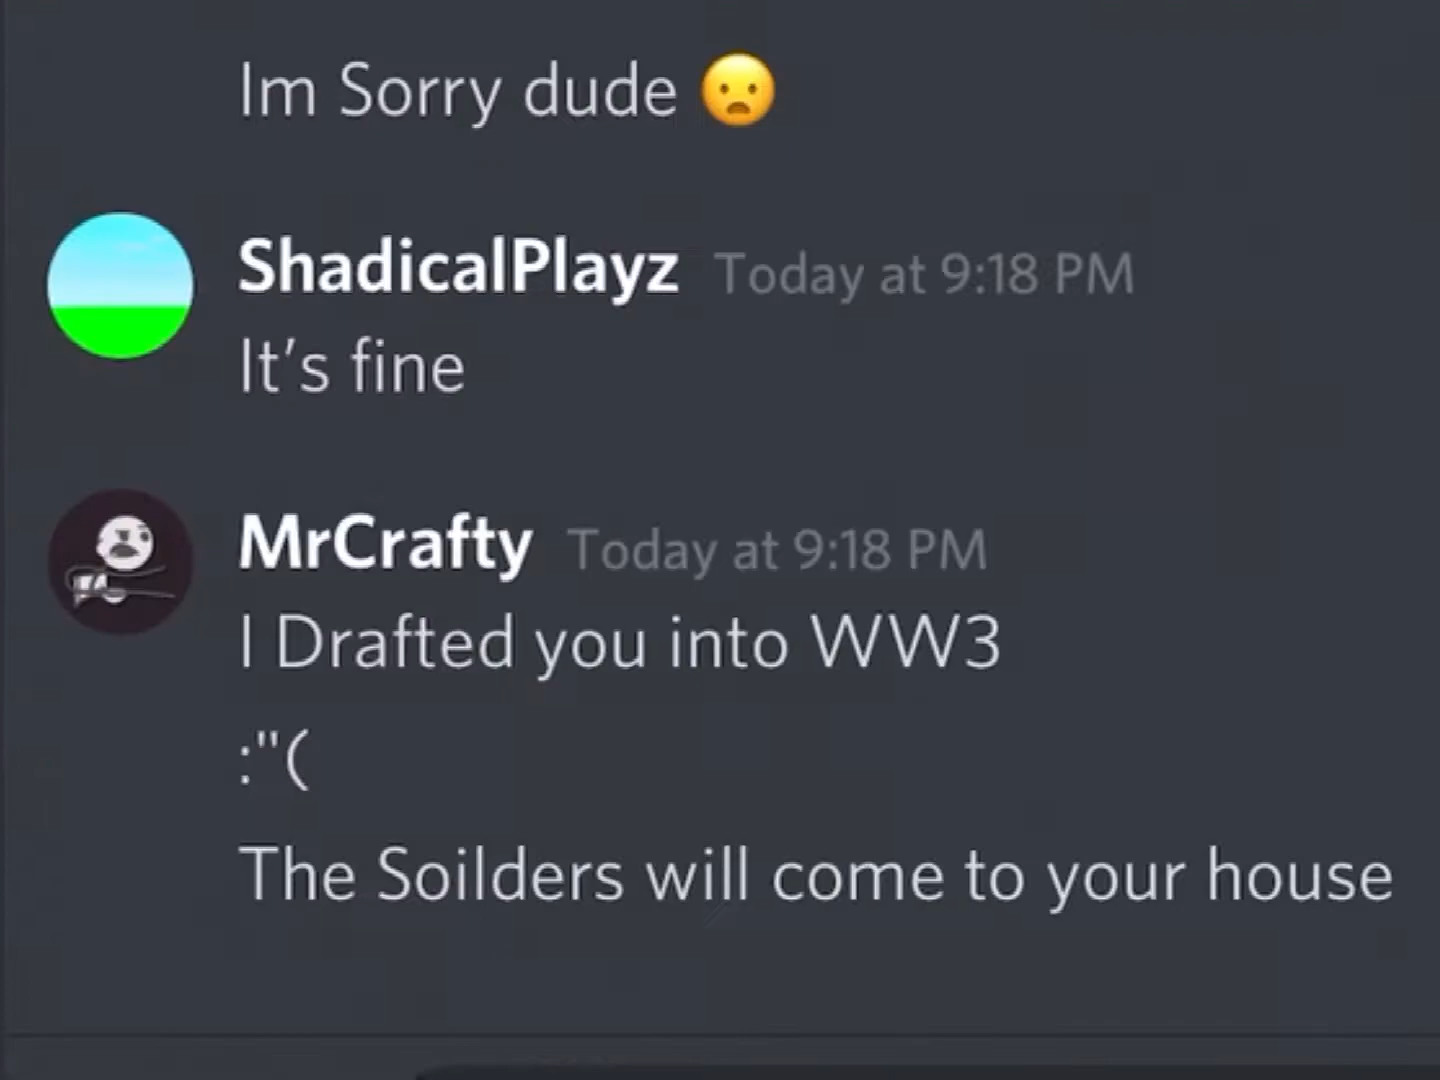 Im Sorry dude 😦
ShadicalPlayz Today at 9:18 PM
It's fine
MrCrafty Today at 9:18 PM
I Drafted you into WW3
:"(
The Soilders will come to your house